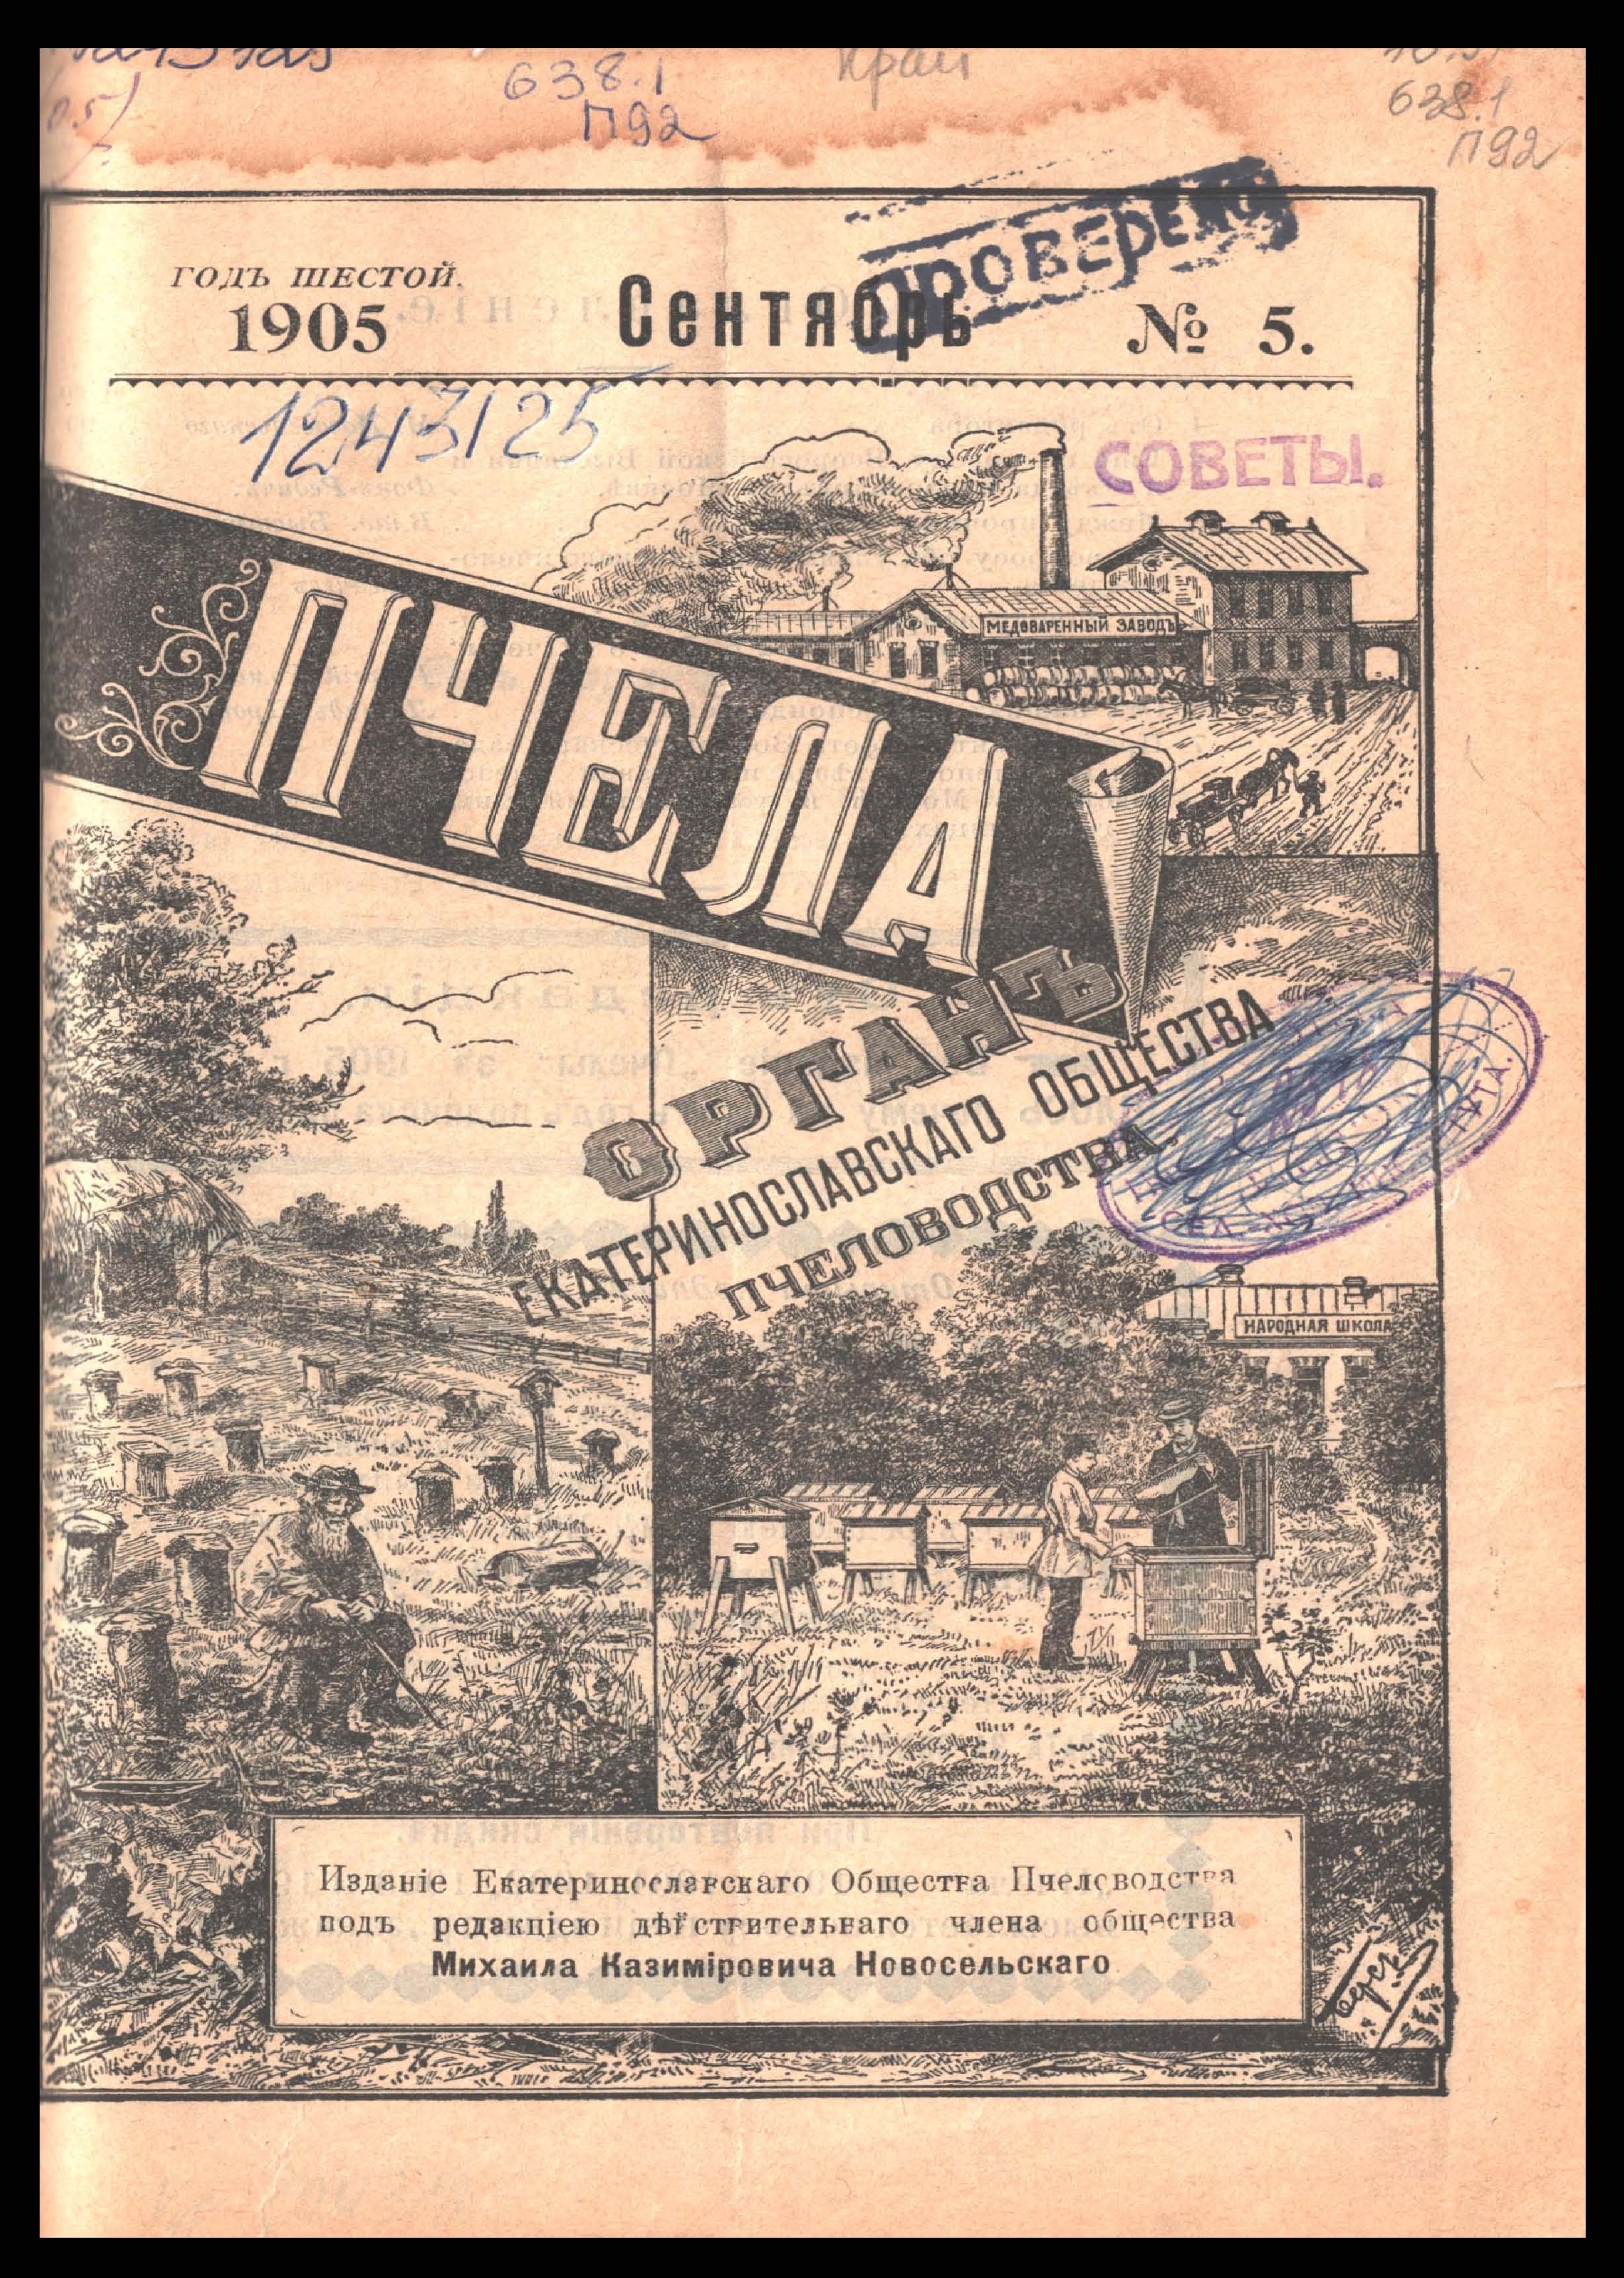 638.1
П92
Край
638.1
П92
ПРОВЕРЕНО
ГОДЪ ШЕСТОЙ.
1905
Сентябрь
№ 5.
1243125
СОВЕТЫ.
МЕДОВАРЕННЫЙ ЗАВОДЪ
ПЧЕЛА
ОРГАНЪ
ЕКАТЕРИНОСЛАВСКАГО ОБЩЕСТВА
ПЧЕЛОВОДСТВА.
НАРОДНАЯ ШКОЛА
Изданіе Екатеринославскаго Общества Пчеловодства
подъ редакціею дѣйствительнаго члена общества
Михаила Казиміровича Новосельскаго